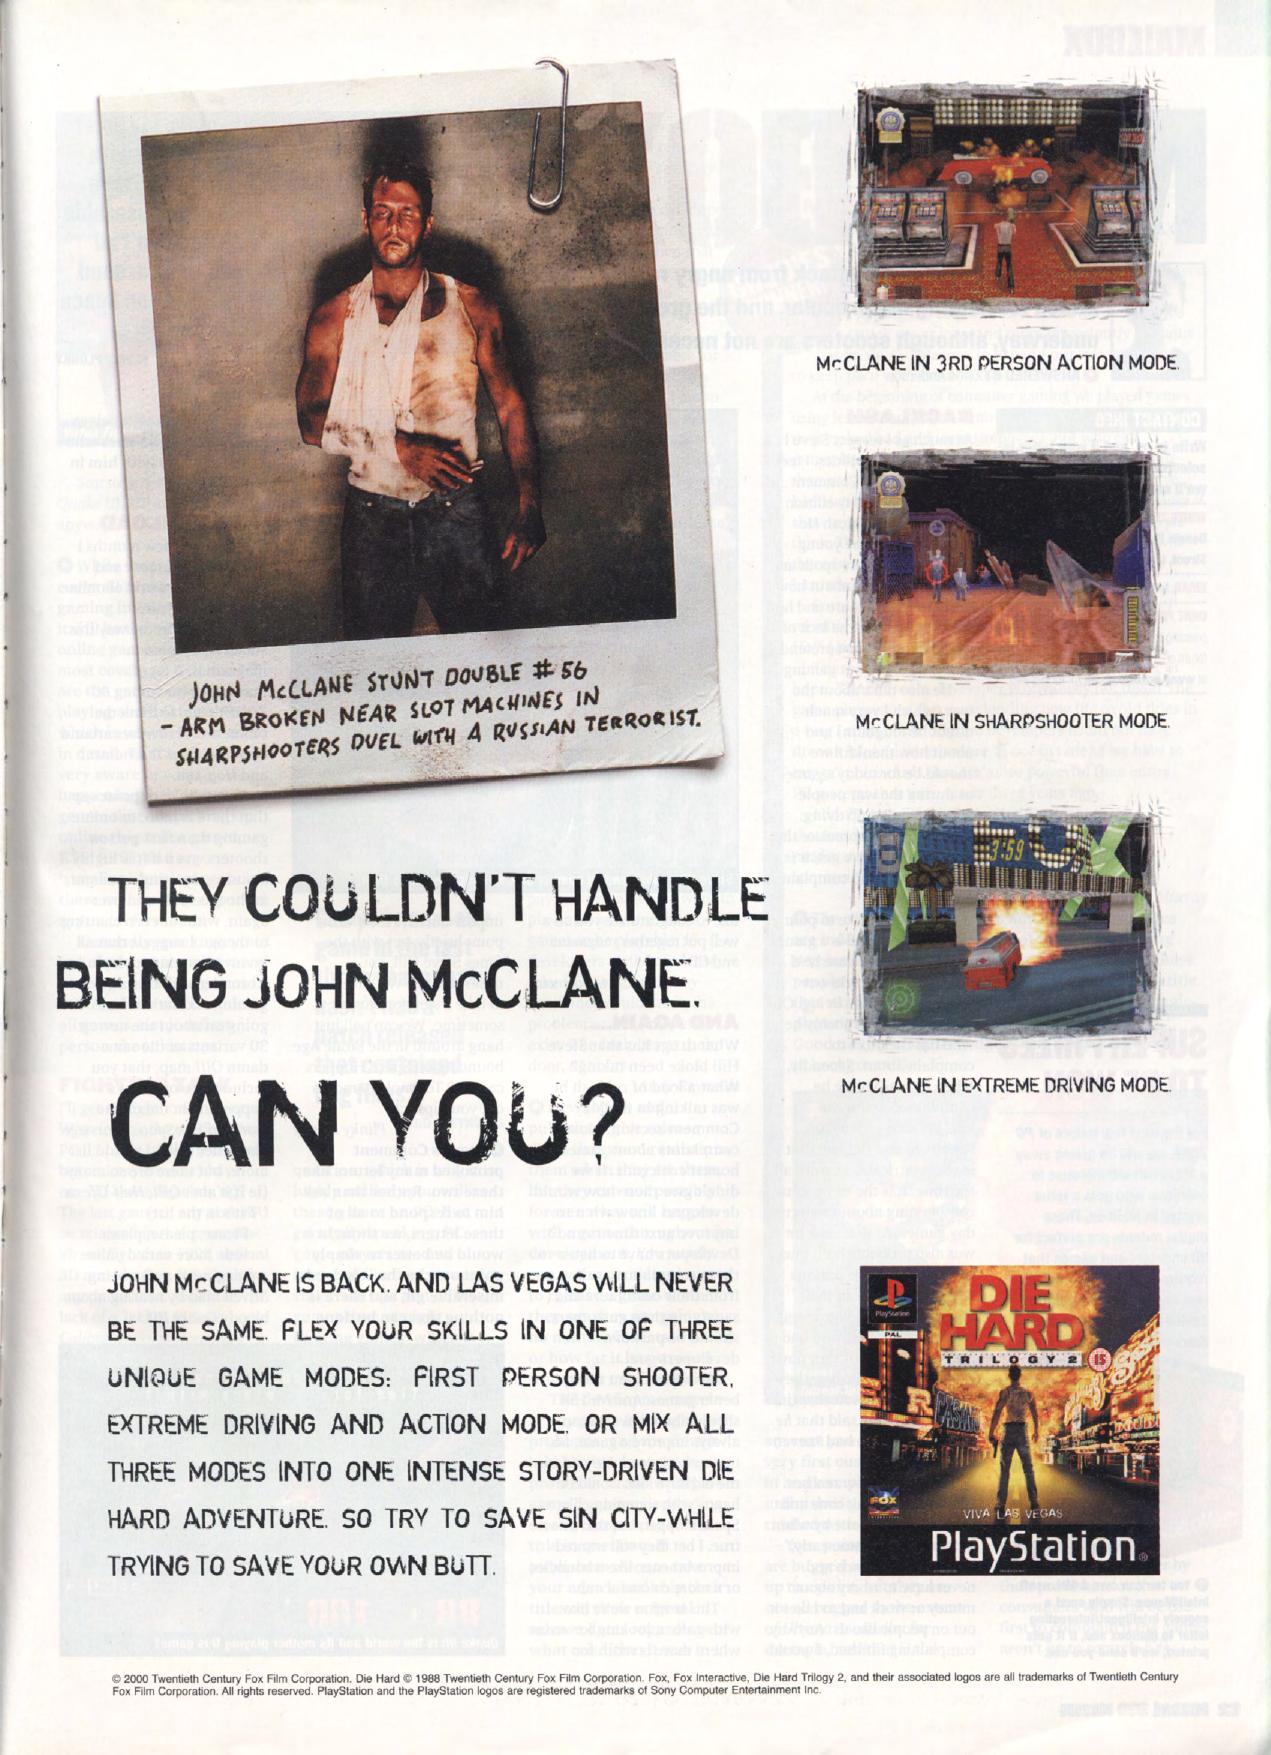 JOHN McCLANE STUNT DOUBLE # 56
ARM BROKEN NEAR SLOT MACHINES IN
SHARPSHOOTERS DUEL WITH A RUSSIAN TERRORIST.
McCLANE IN 3RD PERSON ACTION MODE.
McCLANE IN SHARPSHOOTER MODE.
3:59
FOX
McCLANE IN EXTREME DRIVING MODE.
THEY COULDN'T HANDLE
BEING JOHN McCLANE.
CAN YOU?
JOHN McCLANE IS BACK. AND LAS VEGAS WILL NEVER
BE THE SAME. FLEX YOUR SKILLS IN ONE OF THREE
UNIQUE GAME MODES: FIRST PERSON SHOOTER,
EXTREME DRIVING AND ACTION MODE. OR MIX ALL
THREE MODES INTO ONE INTENSE STORY-DRIVEN DIE
HARD ADVENTURE. SO TRY TO SAVE SIN CITY-WHILE
TRYING TO SAVE YOUR OWN BUTT.
PlayStation
PAL
DIE
HARD
TRILOGY 2
15
FOX
VIVA LAS VEGAS
PlayStation
© 2000 Twentieth Century Fox Film Corporation. Die Hard © 1988 Twentieth Century Fox Film Corporation. Fox, Fox Interactive, Die Hard Trilogy 2, and their associated logos are all trademarks of Twentieth Century
Fox Film Corporation. All rights reserved. PlayStation and the PlayStation logos are registered trademarks of Sony Computer Entertainment Inc.